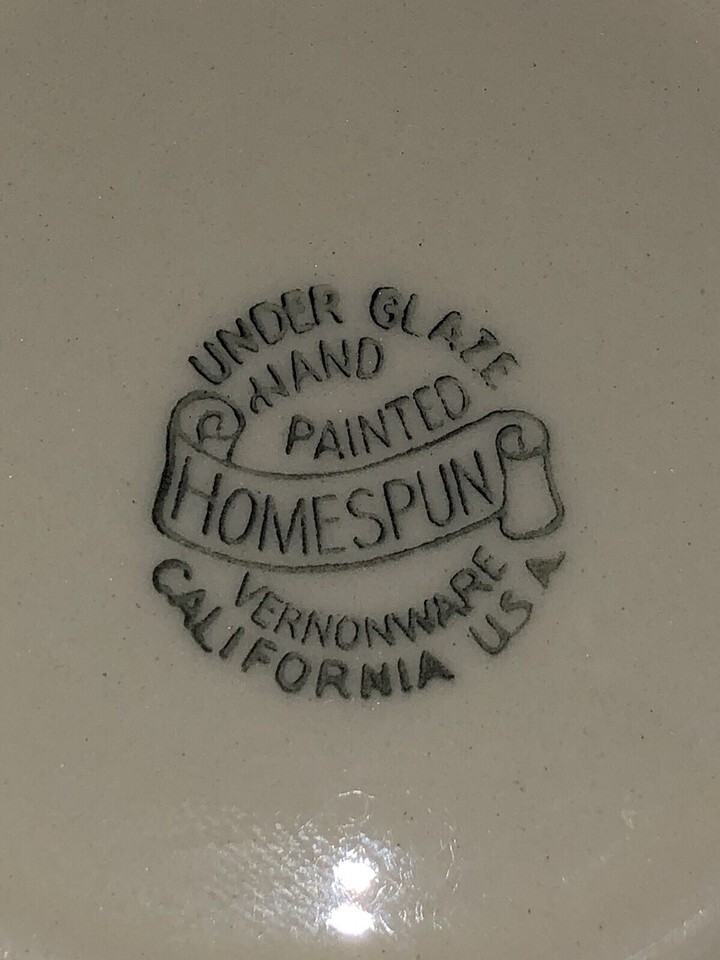 UNDER GLAZE
HAND
PAINTED
HOMESPUN
VERNONWARE
CALIFORNIA USA